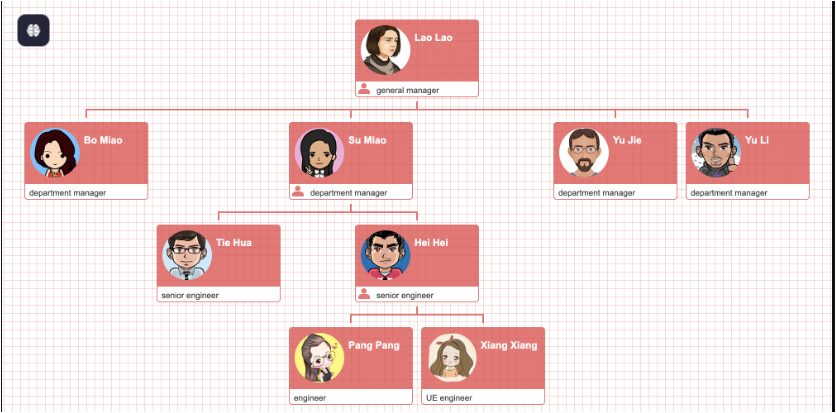 Lao Lao
general manager
Bo Miao
department manager
Su Miao
department manager
Yu Jie
department manager
Yu Li
department manager
Tie Hua
senior engineer
Hei Hei
senior engineer
Pang Pang
engineer
Xiang Xiang
UE engineer